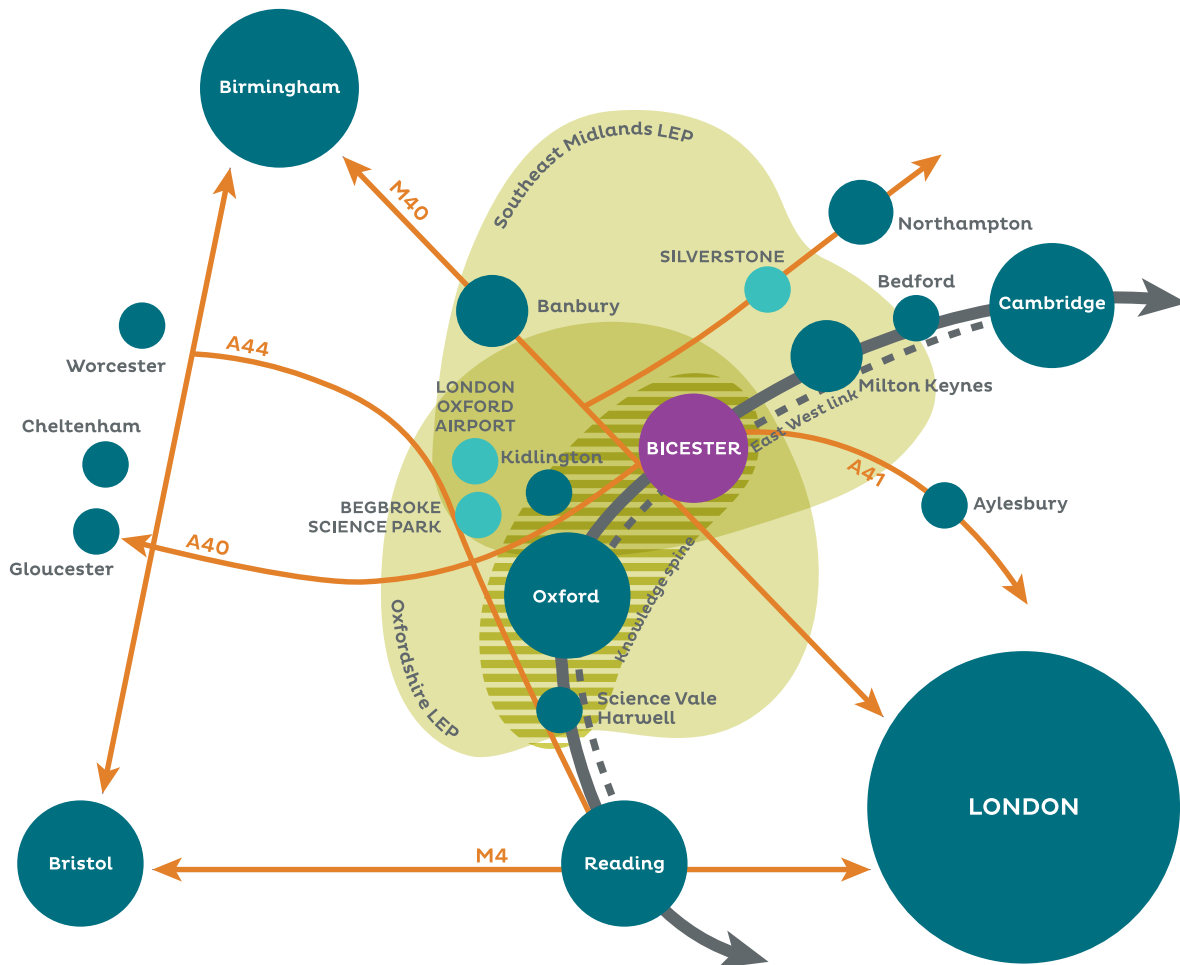 Birmingham
Southeast Midlands LEP
M40
Northampton
SILVERSTONE
Bedford
Cambridge
Banbury
Worcester
A44
LONDON
OXFORD
AIRPORT
Milton Keynes
East West link
Cheltenham
Kidlington
BICESTER
A41
BEGBROKE
SCIENCE PARK
Aylesbury
A40
Gloucester
Oxford
Knowledge spine
Oxfordshire LEP
Science Vale
Harwell
LONDON
M4
Bristol
Reading